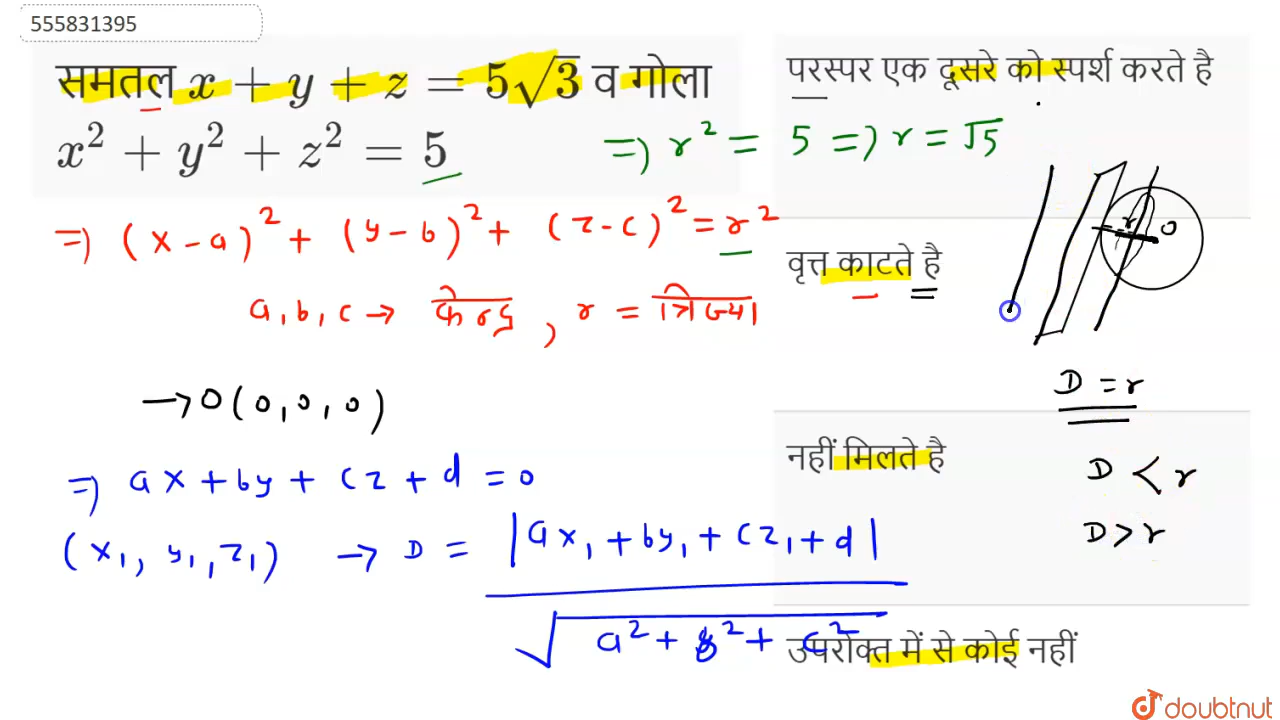 555831395
समतल x + y + z = 5√3 व गोला
x² + y² + z² = 5
=> r² = 5 => r = √5
=> (x-a)² + (y-b)² + (z-c)² = r²
a, b, c → केन्द्र, r = त्रिज्या
→ O(0,0,0)
=> ax + by + cz + d = 0
(x₁, y₁, z₁) → D = |ax₁ + by₁ + cz₁ + d|
√a² + b² + c²
परस्पर एक दूसरे को स्पर्श करते है
वृत्त काटते है
नहीं मिलते है
उपरोक्त में से कोई नहीं
r O
D = r
D < r
D > r
doubtnut